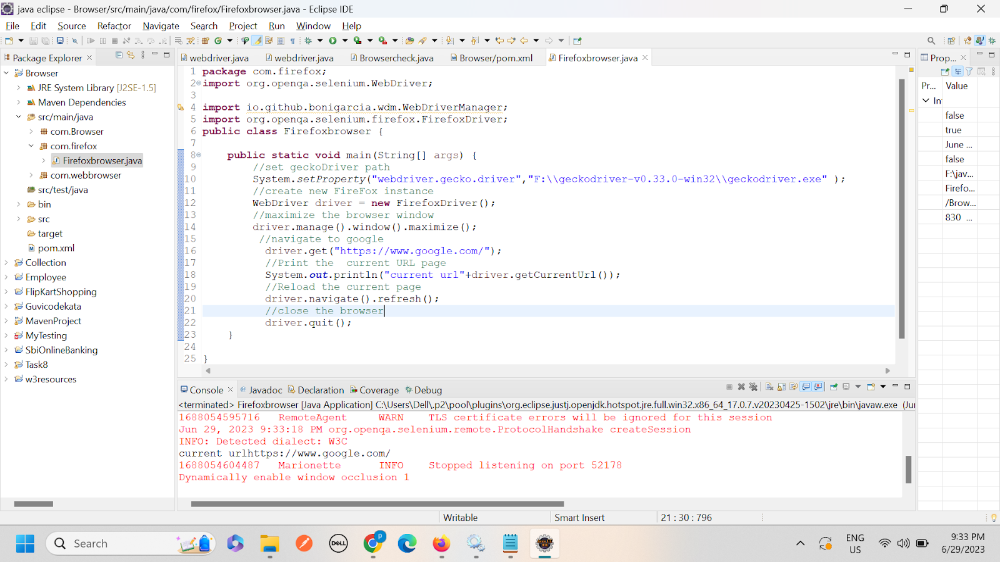 java eclipse - Browser/src/main/java/com/firefox/Firefoxbrowser.java - Eclipse IDE
File Edit Source Refactor Navigate Search Project Run Window Help
Package Explorer
Browser
JRE System Library [J2SE-1.5]
Maven Dependencies
src/main/java
com.Browser
com.firefox
Firefoxbrowser.java
com.webbrowser
src/test/java
bin
src
target
pom.xml
Collection
Employee
FlipKartShopping
Guvicodekata
MavenProject
MyTesting
SbiOnlineBanking
Task8
w3resources
webdriver.java webdriver.java Browsercheck.java Browser/pom.xml Firefoxbrowser.java
1 package com.firefox;
2 import org.openqa.selenium.WebDriver;
3
4 import io.github.bonigarcia.wdm.WebDriverManager;
5 import org.openqa.selenium.firefox.FirefoxDriver;
6 public class Firefoxbrowser {
7
8 public static void main(String[] args) {
9 //set geckoDriver path
10 System.setProperty("webdriver.gecko.driver","F:\\geckodriver-v0.33.0-win32\\geckodriver.exe" );
11 //create new FireFox instance
12 WebDriver driver = new FirefoxDriver();
13 //maximize the browser window
14 driver.manage().window().maximize();
15 //navigate to google
16 driver.get("https://www.google.com/");
17 //Print the  current URL page
18 System.out.println("current url"+driver.getCurrentUrl());
19 //Reload the current page
20 driver.navigate().refresh();
21 //close the browser
22 driver.quit();
23 }
24
25 }
Prop...
Pr... Value
In
false
true
June ...
false
F:\jav...
Firefo...
/Brow...
830 ...
Console Javadoc Declaration Coverage Debug
<terminated> Firefoxbrowser [Java Application] C:\Users\Dell\.p2\pool\plugins\org.eclipse.justj.openjdk.hotspot.jre.full.win32.x86_64_17.0.7.v20230425-1502\jre\bin\javaw.exe (Jun
1688054595716 RemoteAgent WARN TLS certificate errors will be ignored for this session
Jun 29, 2023 9:33:18 PM org.openqa.selenium.remote.ProtocolHandshake createSession
INFO: Detected dialect: W3C
current urlhttps://www.google.com/
1688054604487 Marionette INFO Stopped listening on port 52178
Dynamically enable window occlusion 1
Writable Smart Insert 21 : 30 : 796
Search
DELL
p
ENG
US
9:33 PM
6/29/2023